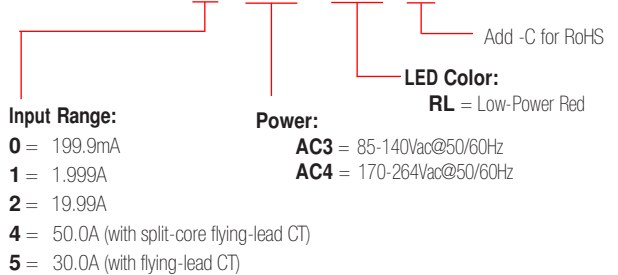 Add -C for RoHS
LED Color:
RL = Low-Power Red
Input Range:
0 = 199.9mA
1 = 1.999A
2 = 19.99A
4 = 50.0A (with split-core flying-lead CT)
5 = 30.0A (with flying-lead CT)
Power:
AC3 = 85-140Vac@50/60Hz
AC4 = 170-264Vac@50/60Hz